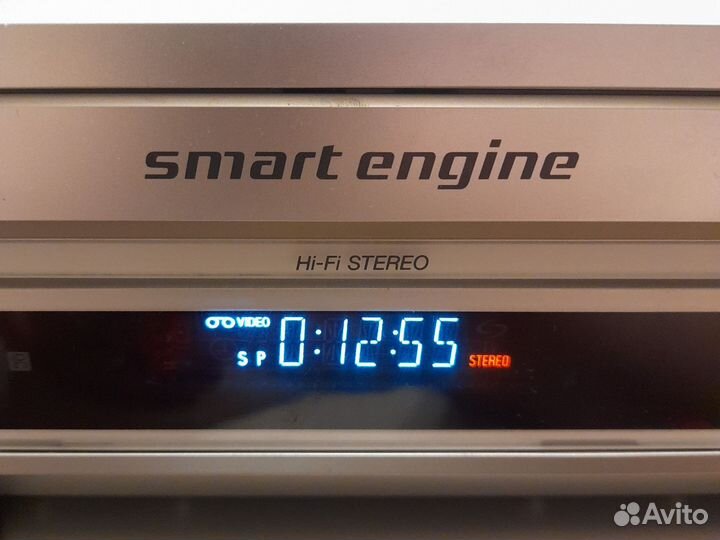 smart engine
Hi-Fi STEREO
VIDEO
SP 0:12:55 STEREO
Avito